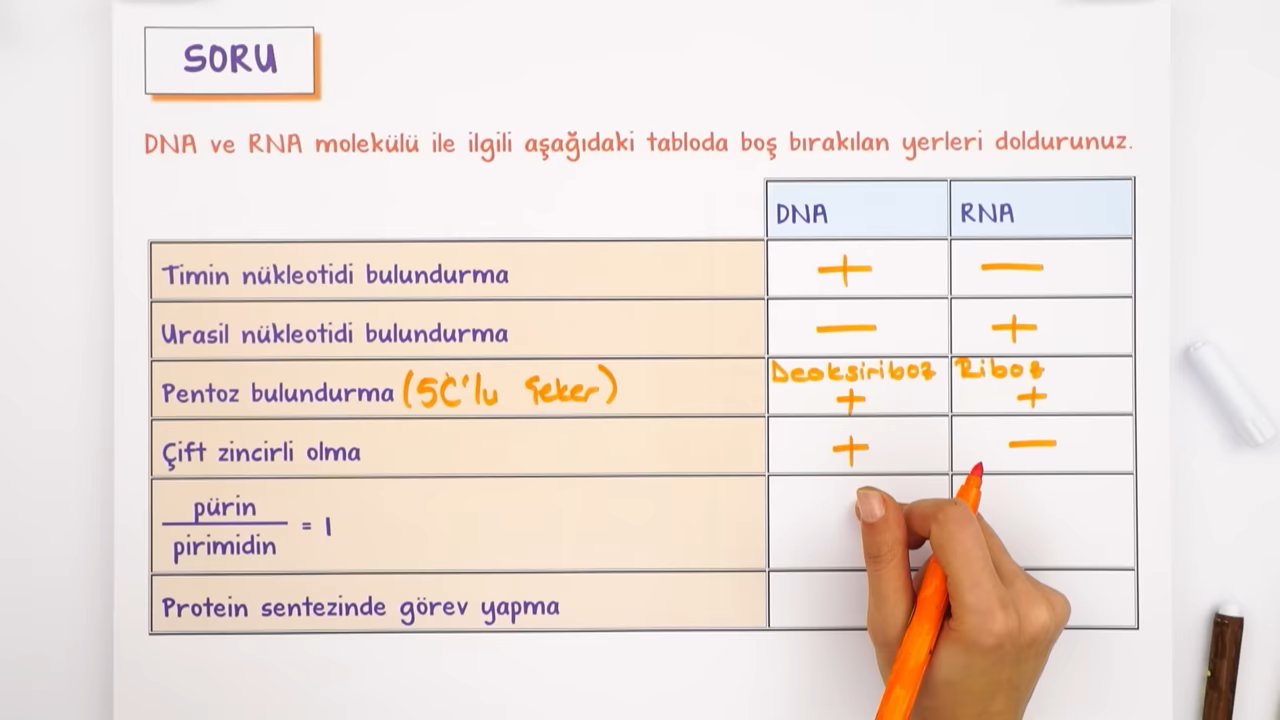 SORU
DNA ve RNA molekülü ile ilgili aşağıdaki tabloda boş bırakılan yerleri doldurunuz.
DNA RNA
Timin nükleotidi bulundurma + —
Urasil nükleotidi bulundurma — +
Pentoz bulundurma (5C'lu şeker) Deoksiriboz + Riboz +
Çift zincirli olma + —
pürin
pirimidin = 1
Protein sentezinde görev yapma